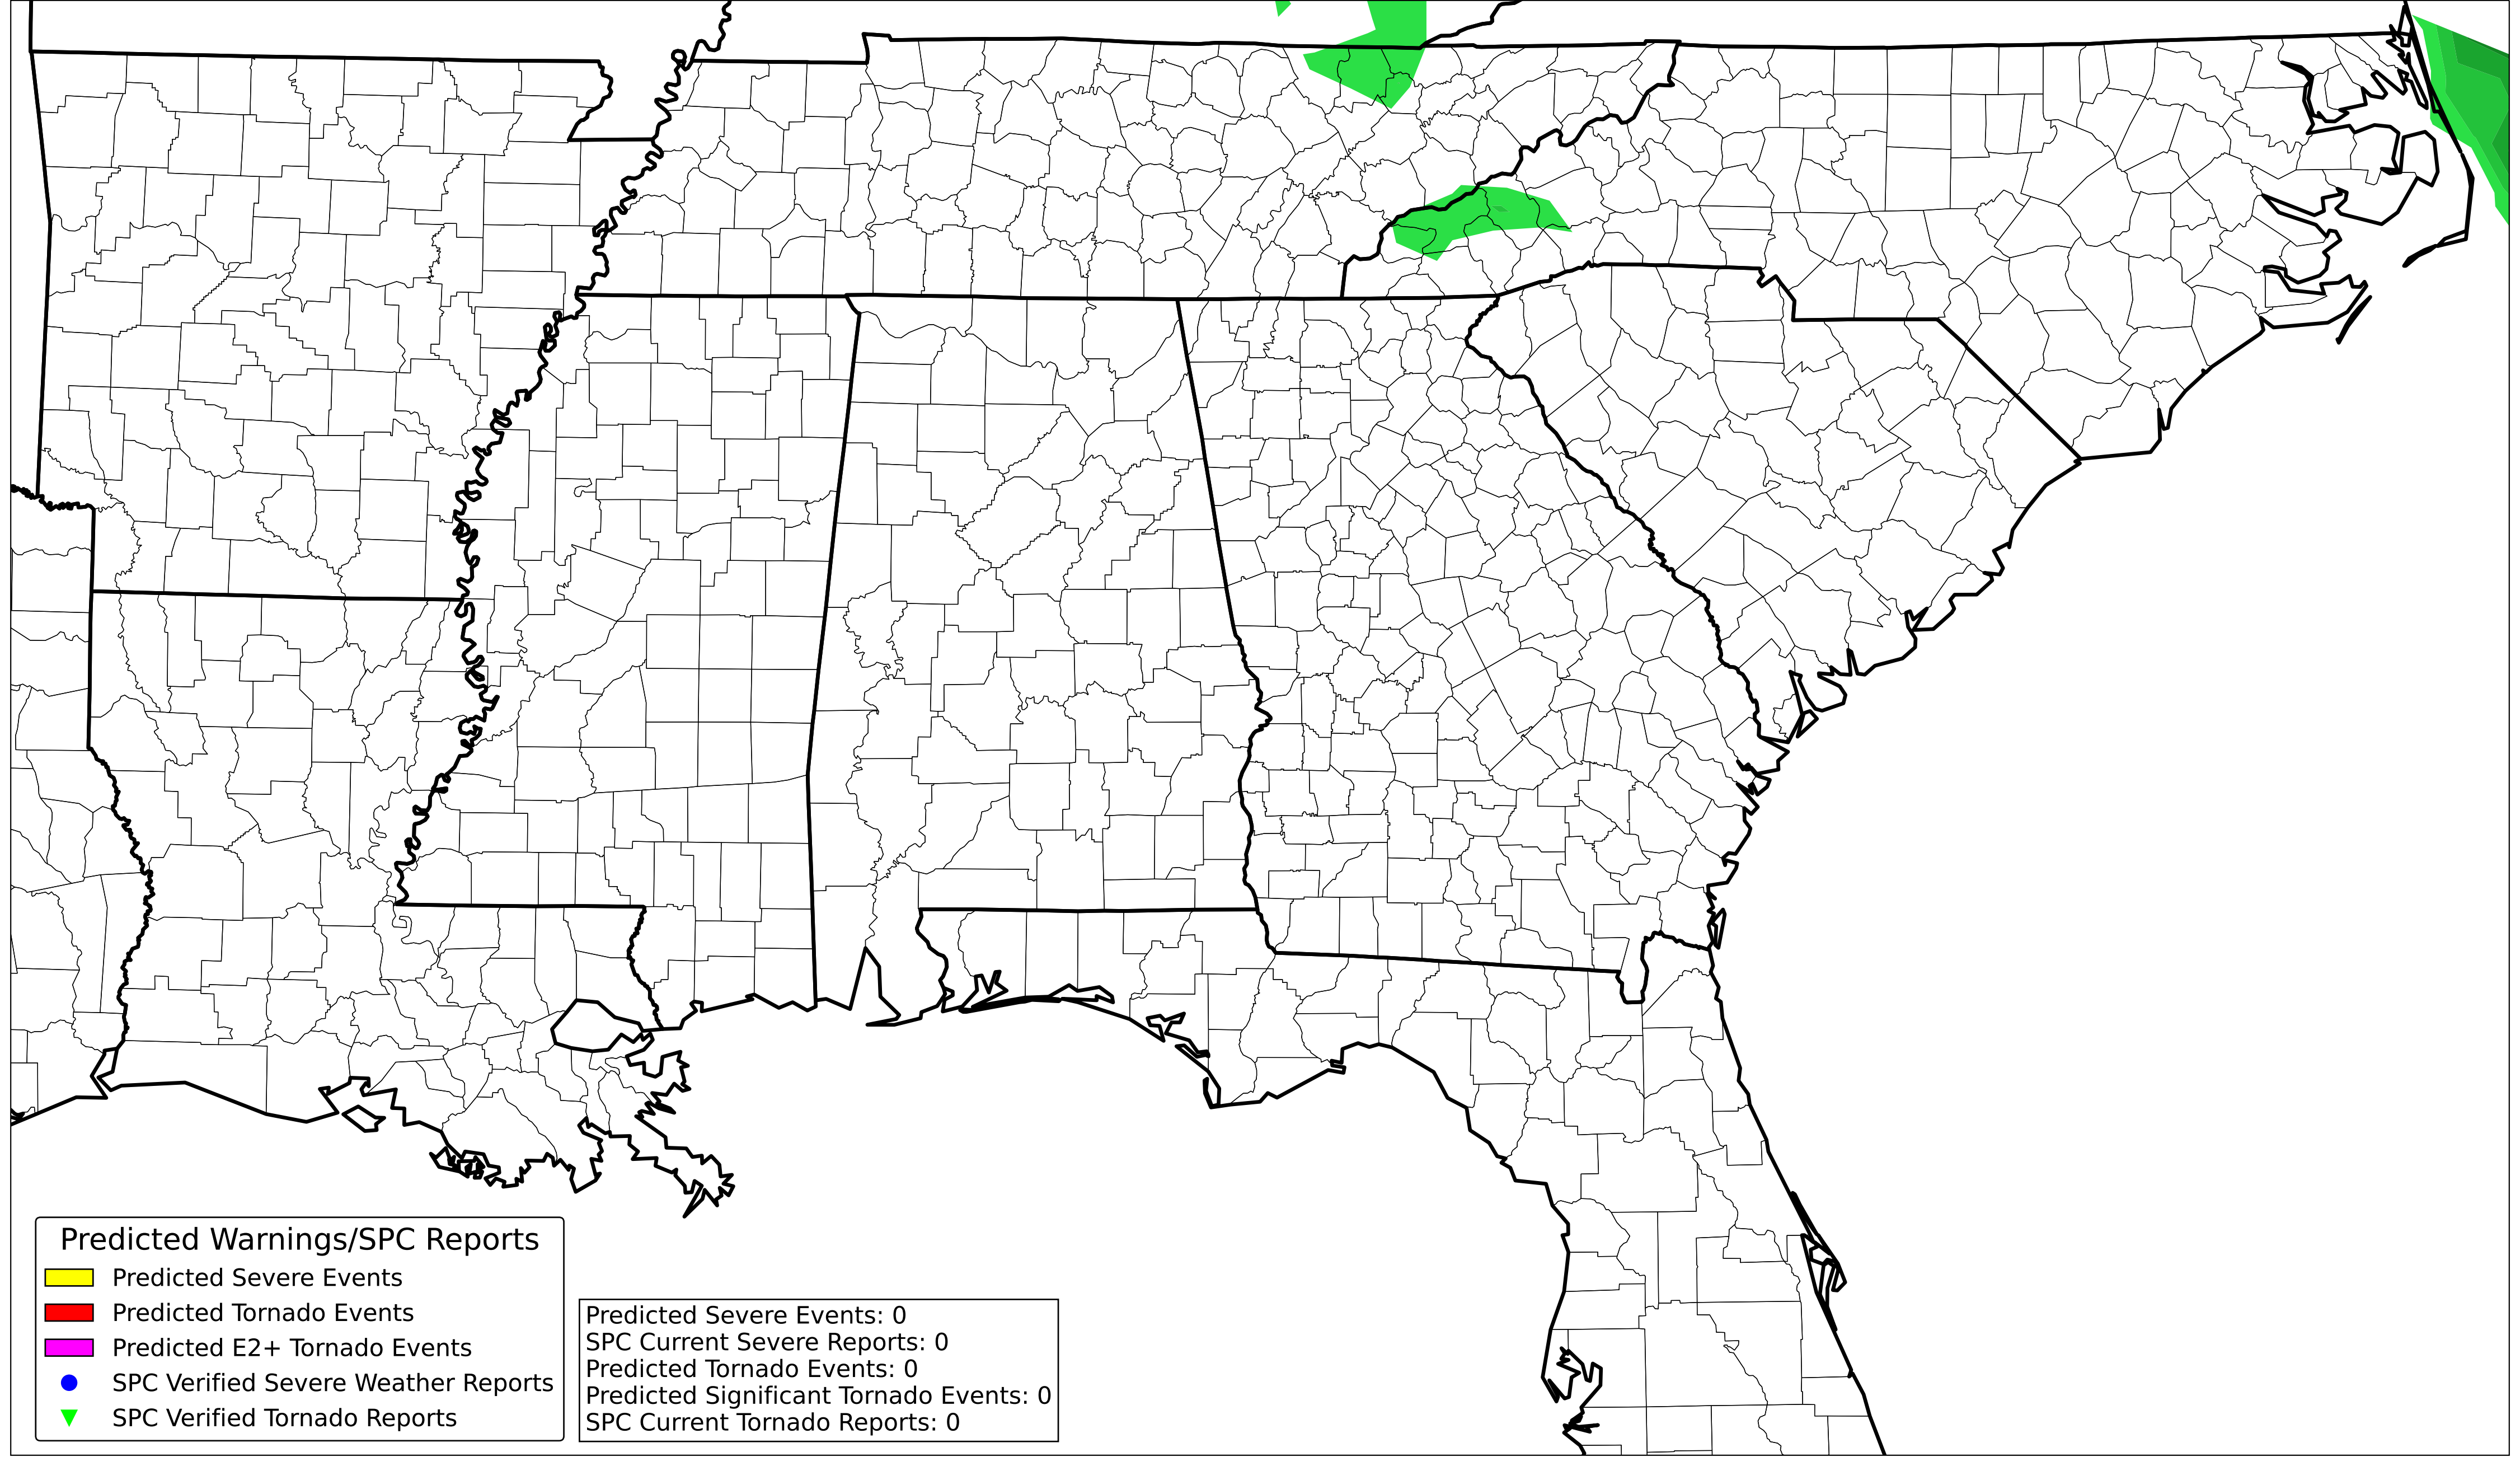 Predicted Warnings/SPC Reports
Predicted Severe Events
Predicted Tornado Events
Predicted E2+ Tornado Events
SPC Verified Severe Weather Reports
SPC Verified Tornado Reports
Predicted Severe Events: 0
SPC Current Severe Reports: 0
Predicted Tornado Events: 0
Predicted Significant Tornado Events: 0
SPC Current Tornado Reports: 0